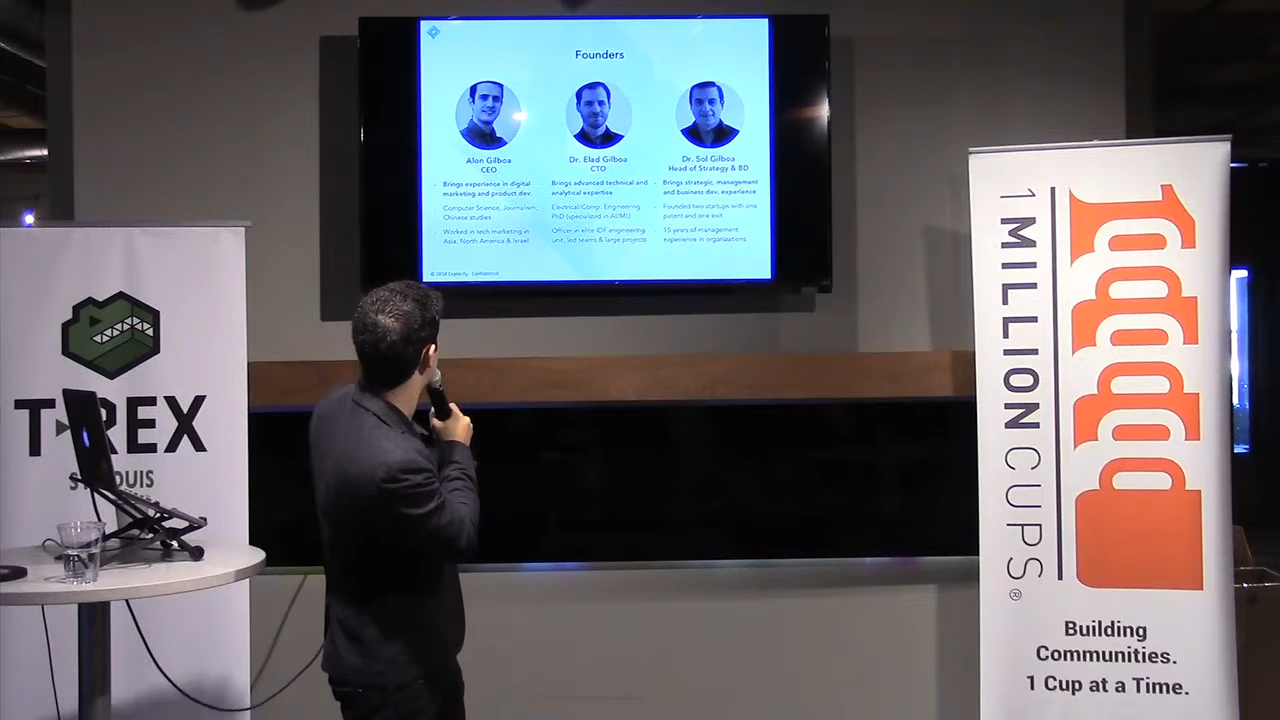 Founders
Alon Gilboa
CEO
Brings experience in digital
marketing and product dev.
Computer Science, Journalism,
Chinese studies
Worked in tech marketing in
Asia, North America & Israel
Dr. Elad Gilboa
CTO
Brings advanced technical and
analytical expertise
Electrical/Comp. Engineering
PhD (specialized in AI/ML)
Officer in elite IDF engineering
unit, led teams & large projects
Dr. Sol Gilboa
Head of Strategy & BD
Brings strategic, management
and business dev. experience
Founded two startups with one
patent and one exit
15 years of management
experience in organizations
Confidential
T-REX
1 MILLION CUPS®
Building
Communities.
1 Cup at a Time.